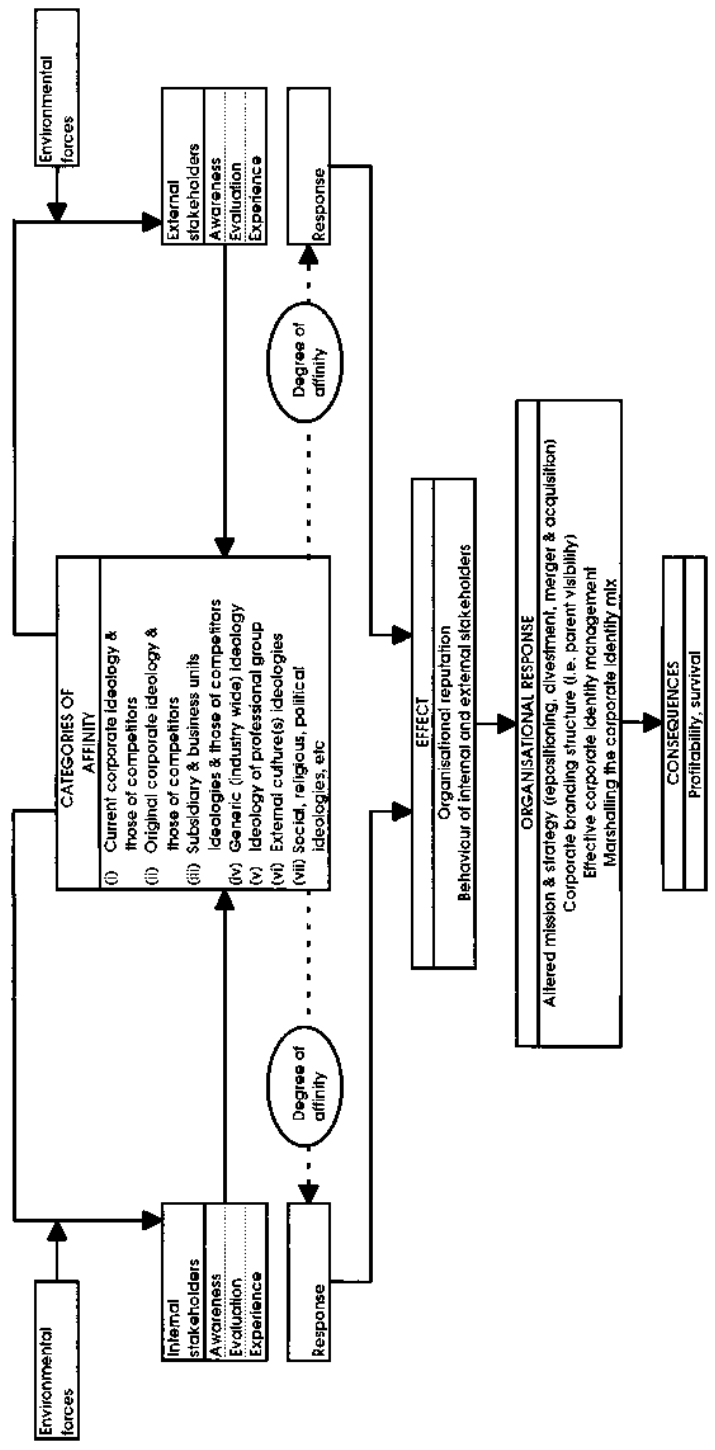 Environmental
forces
Internal
stakeholders
Awareness
Evaluation
Experience
Response
Degree of
affinity
CATEGORIES OF
AFFINITY
(i) Current corporate ideology &
those of competitors
(ii) Original corporate ideology &
those of competitors
(iii) Subsidiary & business units
ideologies & those of competitors
(iv) Generic (industry wide) ideology
(v) Ideology of professional group
(vi) External culture(s) ideologies
(vii) Social, religious, political
ideologies, etc
Environmental
forces
External
stakeholders
Awareness
Evaluation
Experience
Response
Degree of
affinity
EFFECT
Organisational reputation
Behaviour of internal and external stakeholders
ORGANISATIONAL RESPONSE
Altered mission & strategy (repositioning, divestment, merger & acquisition)
Corporate branding structure (i.e. parent visibility)
Effective corporate identity management
Marshalling the corporate identity mix
CONSEQUENCES
Profitability, survival